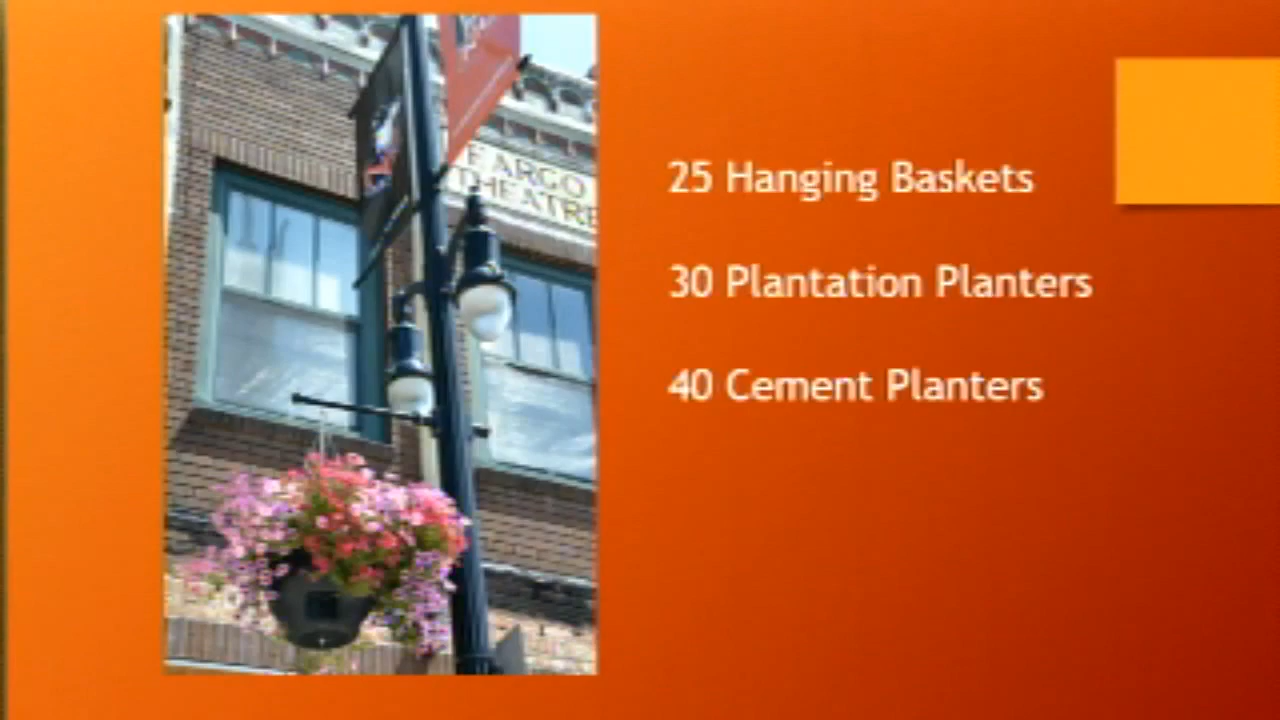 FARGO
THEATRE
25 Hanging Baskets
30 Plantation Planters
40 Cement Planters